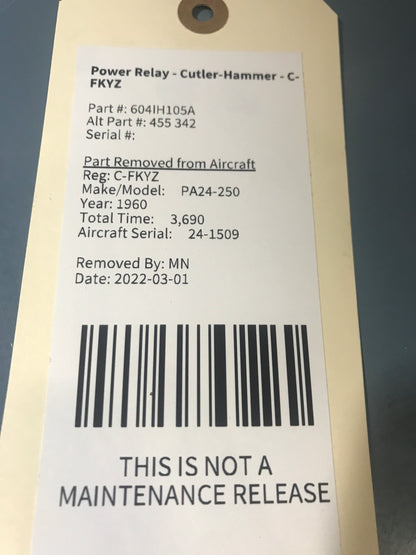 Power Relay - Cutler-Hammer - C-
FKYZ
Part #: 604IH105A
Alt Part #: 455 342
Serial #:
Part Removed from Aircraft
Reg: C-FKYZ
Make/Model: PA24-250
Year: 1960
Total Time: 3,690
Aircraft Serial: 24-1509
Removed By: MN
Date: 2022-03-01
THIS IS NOT A
MAINTENANCE RELEASE